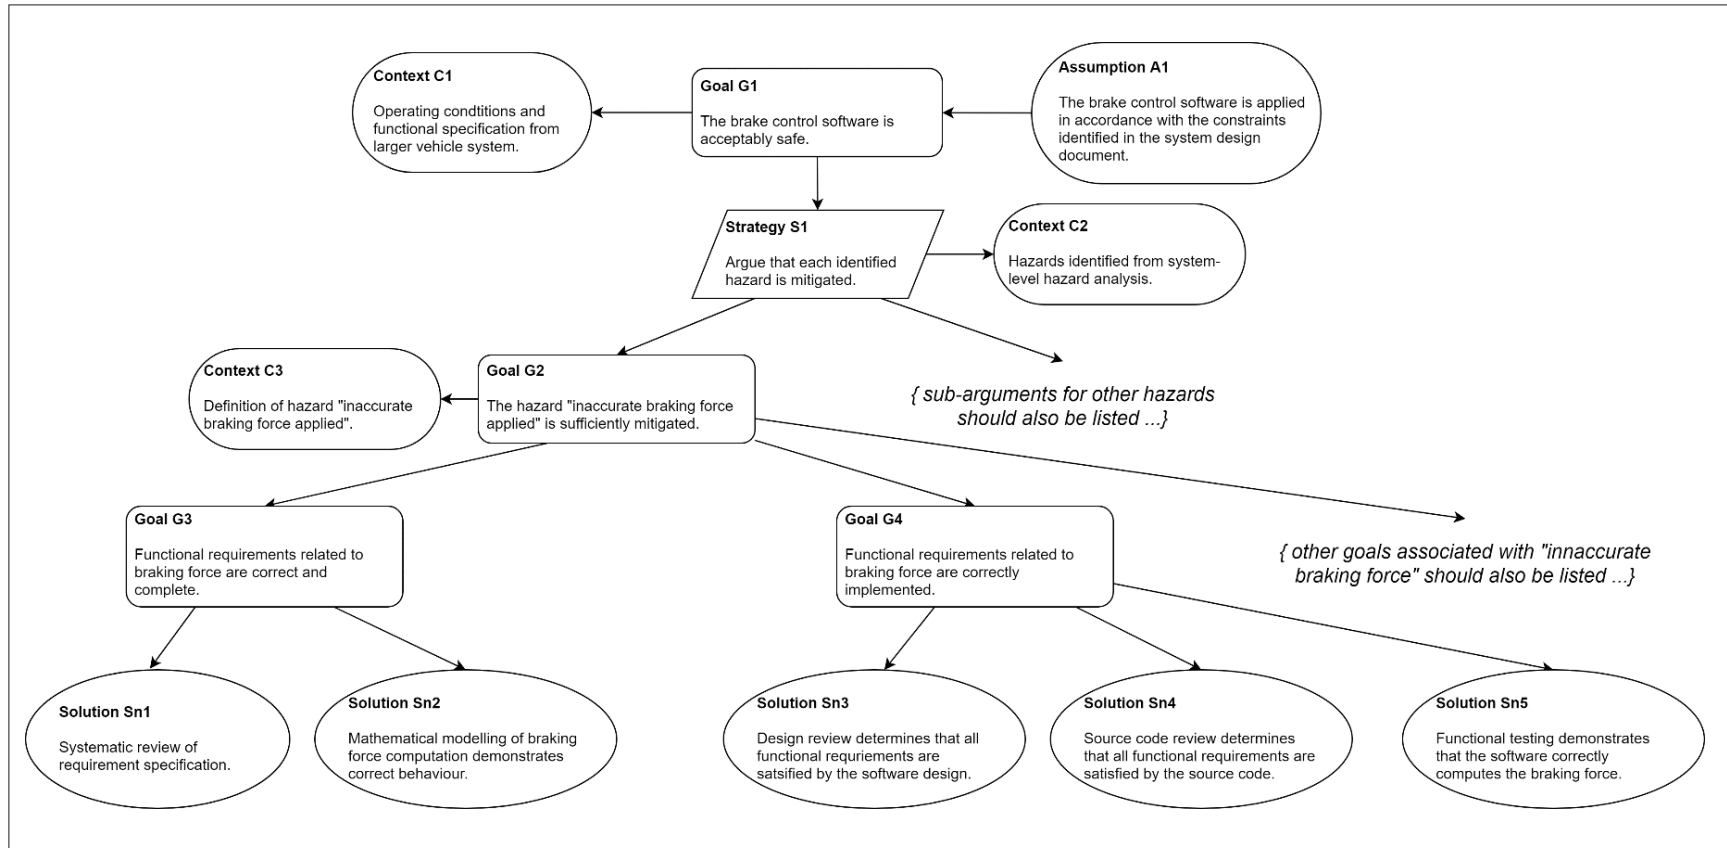 Context C1
Operating condtitions and
functional specification from
larger vehicle system.
Goal G1
The brake control software is
acceptably safe.
Assumption A1
The brake control software is applied
in accordance with the constraints
identified in the system design
document.
Strategy S1
Argue that each identified
hazard is mitigated.
Context C2
Hazards identified from system-
level hazard analysis.
Context C3
Definition of hazard "inaccurate
braking force applied".
Goal G2
The hazard "inaccurate braking force
applied" is sufficiently mitigated.
{ sub-arguments for other hazards
should also be listed ...}
Goal G3
Functional requirements related to
braking force are correct and
complete.
Goal G4
Functional requirements related to
braking force are correctly
implemented.
{ other goals associated with "innaccurate
braking force" should also be listed ...}
Solution Sn1
Systematic review of
requirement specification.
Solution Sn2
Mathematical modelling of braking
force computation demonstrates
correct behaviour.
Solution Sn3
Design review determines that all
functional requriements are
satsified by the software design.
Solution Sn4
Source code review determines
that all functional requirements are
satisfied by the source code.
Solution Sn5
Functional testing demonstrates
that the software correctly
computes the braking force.